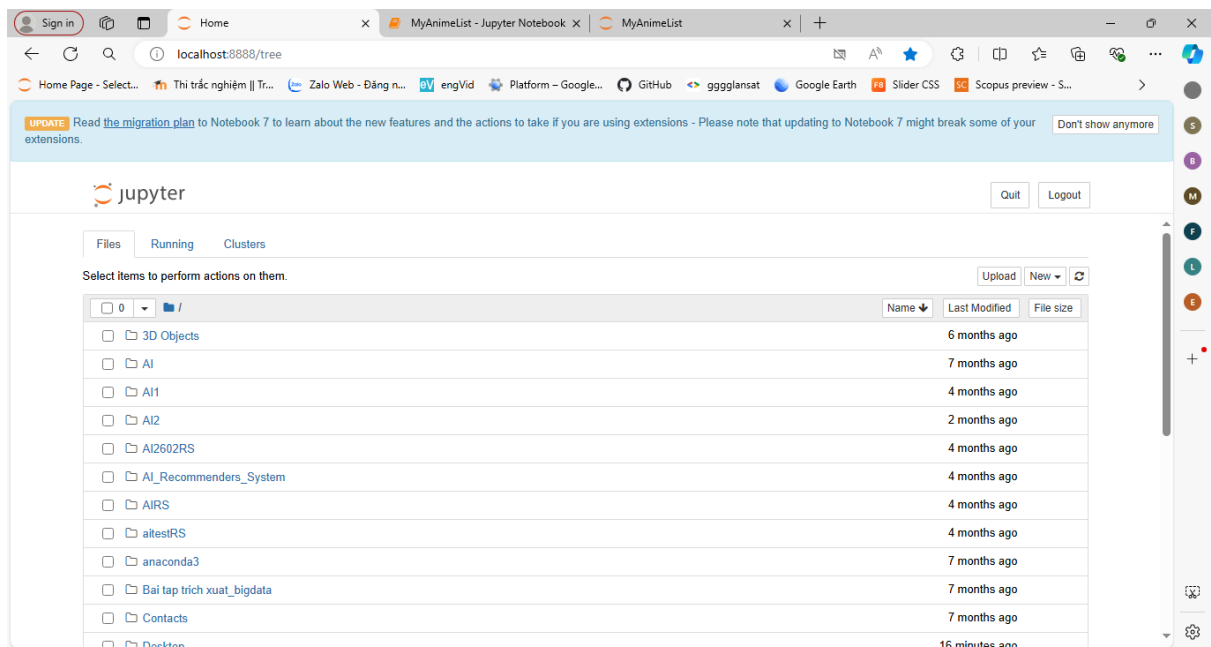 Sign in Home MyAnimeList - Jupyter Notebook MyAnimeList
localhost:8888/tree
Home Page - Select... Thi trắc nghiệm || Tr... Zalo Web - Đăng n... engVid Platform – Google... GitHub gggglansat Google Earth F8 Slider CSS SC Scopus preview - S...
UPDATE Read the migration plan to Notebook 7 to learn about the new features and the actions to take if you are using extensions - Please note that updating to Notebook 7 might break some of your Don't show anymore
extensions.
S
B
jupyter Quit Logout
M
F
Files Running Clusters
L
Select items to perform actions on them. Upload New
E
0 / Name Last Modified File size
3D Objects 6 months ago
AI 7 months ago
AI1 4 months ago
AI2 2 months ago
AI2602RS 4 months ago
AI_Recommenders_System 4 months ago
AIRS 4 months ago
aitestRS 4 months ago
anaconda3 7 months ago
Bai tap trich xuat_bigdata 7 months ago
Contacts 7 months ago
Desktop 16 minutes ago